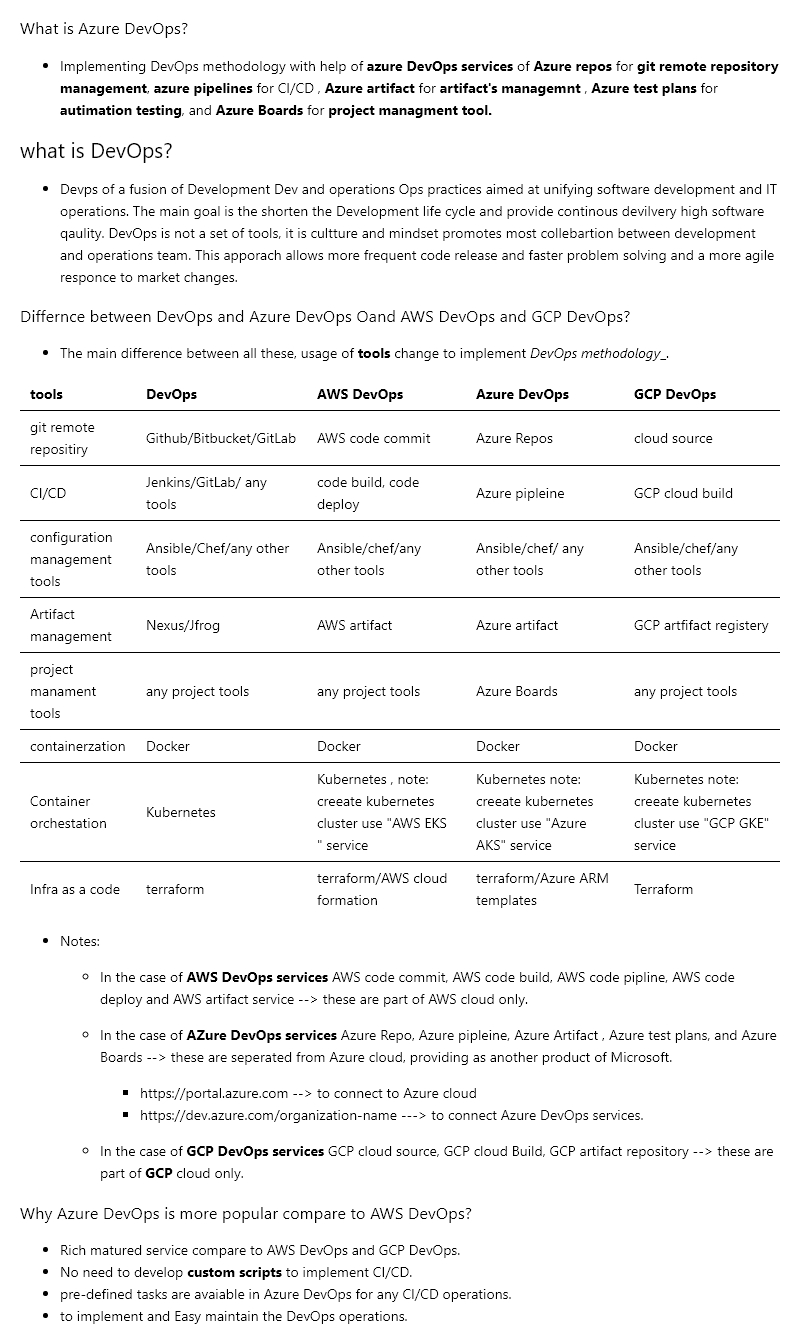 What is Azure DevOps?
• Implementing DevOps methodology with help of azure DevOps services of Azure repos for git remote repository
management, azure pipelines for CI/CD , Azure artifact for artifact's managemnt , Azure test plans for
autimation testing, and Azure Boards for project managment tool.
what is DevOps?
• Devps of a fusion of Development Dev and operations Ops practices aimed at unifying software development and IT
operations. The main goal is the shorten the Development life cycle and provide continous devilvery high software
qaulity. DevOps is not a set of tools, it is cultture and mindset promotes most collebartion between development
and operations team. This apporach allows more frequent code release and faster problem solving and a more agile
responce to market changes.
Differnce between DevOps and Azure DevOps Oand AWS DevOps and GCP DevOps?
• The main difference between all these, usage of tools change to implement DevOps methodology_.
tools DevOps AWS DevOps Azure DevOps GCP DevOps
git remote
repositiry
Github/Bitbucket/GitLab AWS code commit Azure Repos cloud source
CI/CD
Jenkins/GitLab/ any
tools
code build, code
deploy
Azure pipleine GCP cloud build
configuration
management
tools
Ansible/Chef/any other
tools
Ansible/chef/any
other tools
Ansible/chef/ any
other tools
Ansible/chef/any
other tools
Artifact
management
Nexus/Jfrog AWS artifact Azure artifact GCP artfifact registery
project
manament
tools
any project tools any project tools Azure Boards any project tools
containerzation Docker Docker Docker Docker
Container
orchestation
Kubernetes
Kubernetes , note:
creeate kubernetes
cluster use "AWS EKS
" service
Kubernetes note:
creeate kubernetes
cluster use "Azure
AKS" service
Kubernetes note:
creeate kubernetes
cluster use "GCP GKE"
service
Infra as a code terraform
terraform/AWS cloud
formation
terraform/Azure ARM
templates
Terraform
• Notes:
◦ In the case of AWS DevOps services AWS code commit, AWS code build, AWS code pipline, AWS code
deploy and AWS artifact service --> these are part of AWS cloud only.
◦ In the case of AZure DevOps services Azure Repo, Azure pipleine, Azure Artifact , Azure test plans, and Azure
Boards --> these are seperated from Azure cloud, providing as another product of Microsoft.
▪ https://portal.azure.com --> to connect to Azure cloud
▪ https://dev.azure.com/organization-name ---> to connect Azure DevOps services.
◦ In the case of GCP DevOps services GCP cloud source, GCP cloud Build, GCP artifact repository --> these are
part of GCP cloud only.
Why Azure DevOps is more popular compare to AWS DevOps?
• Rich matured service compare to AWS DevOps and GCP DevOps.
• No need to develop custom scripts to implement CI/CD.
• pre-defined tasks are avaiable in Azure DevOps for any CI/CD operations.
• to implement and Easy maintain the DevOps operations.